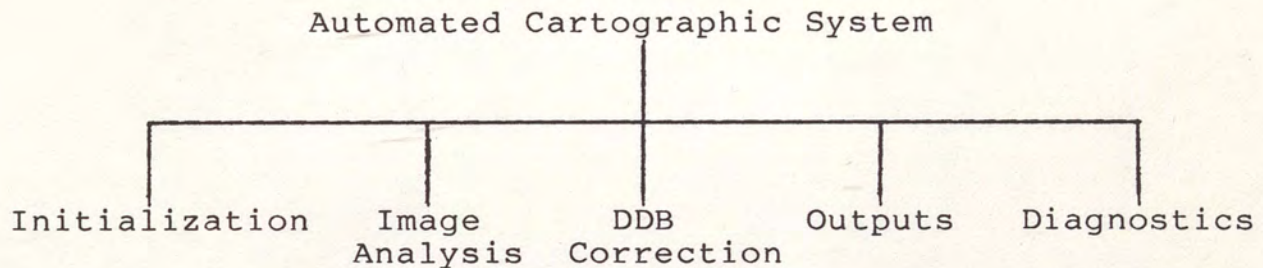 Automated Cartographic System
Initialization
Image
Analysis
DDB
Correction
Outputs
Diagnostics